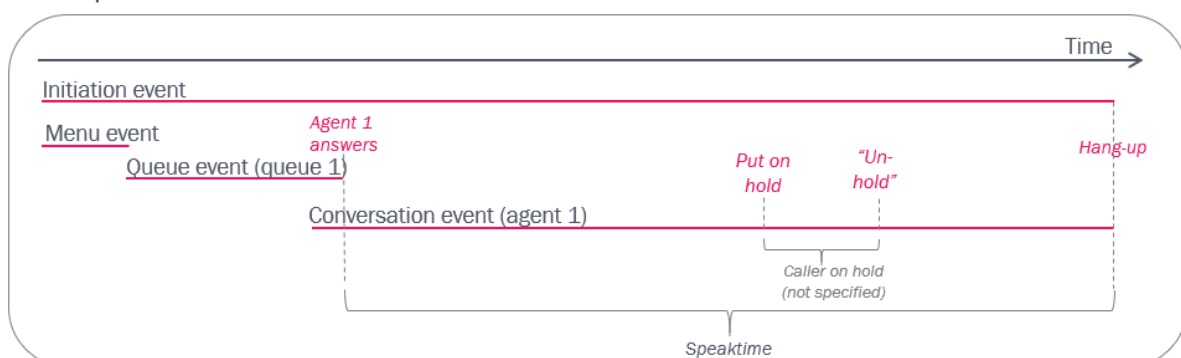 Time
Initiation event
Menu event
Agent 1
answers
Queue event (queue 1)
Put on
hold
“Un-
hold”
Hang-up
Conversation event (agent 1)
Caller on hold
(not specified)
Speaktime